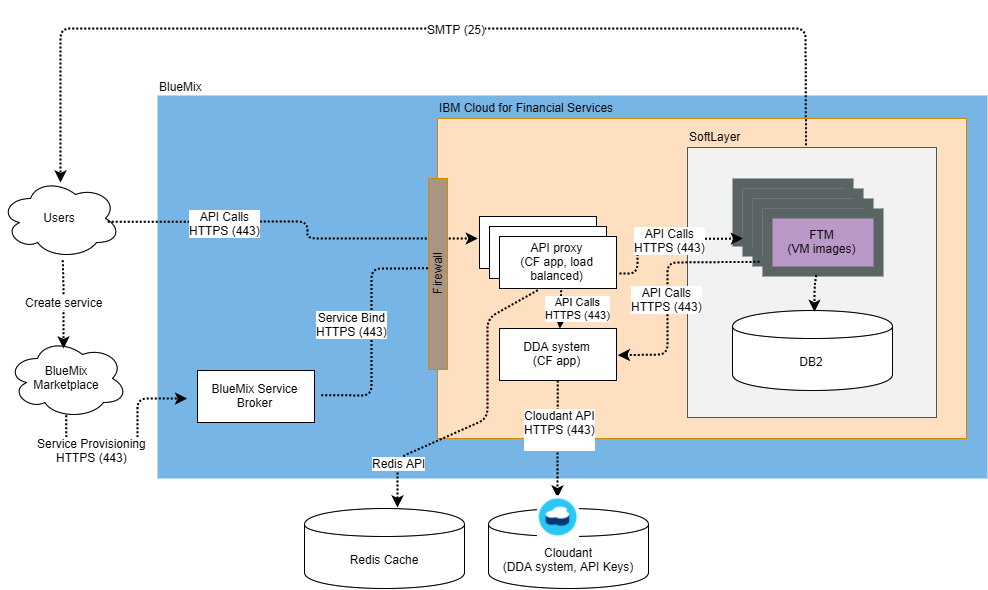 SMTP (25)
BlueMix
IBM Cloud for Financial Services
SoftLayer
Users
API Calls
HTTPS (443)
Firewall
API proxy
(CF app, load
balanced)
API Calls
HTTPS (443)
FTM
(VM images)
Create service
Service Bind
HTTPS (443)
API Calls
HTTPS (443)
API Calls
HTTPS (443)
DDA system
(CF app)
DB2
BlueMix
Marketplace
BlueMix Service
Broker
Service Provisioning
HTTPS (443)
Cloudant API
HTTPS (443)
Redis API
Redis Cache
Cloudant
(DDA system, API Keys)